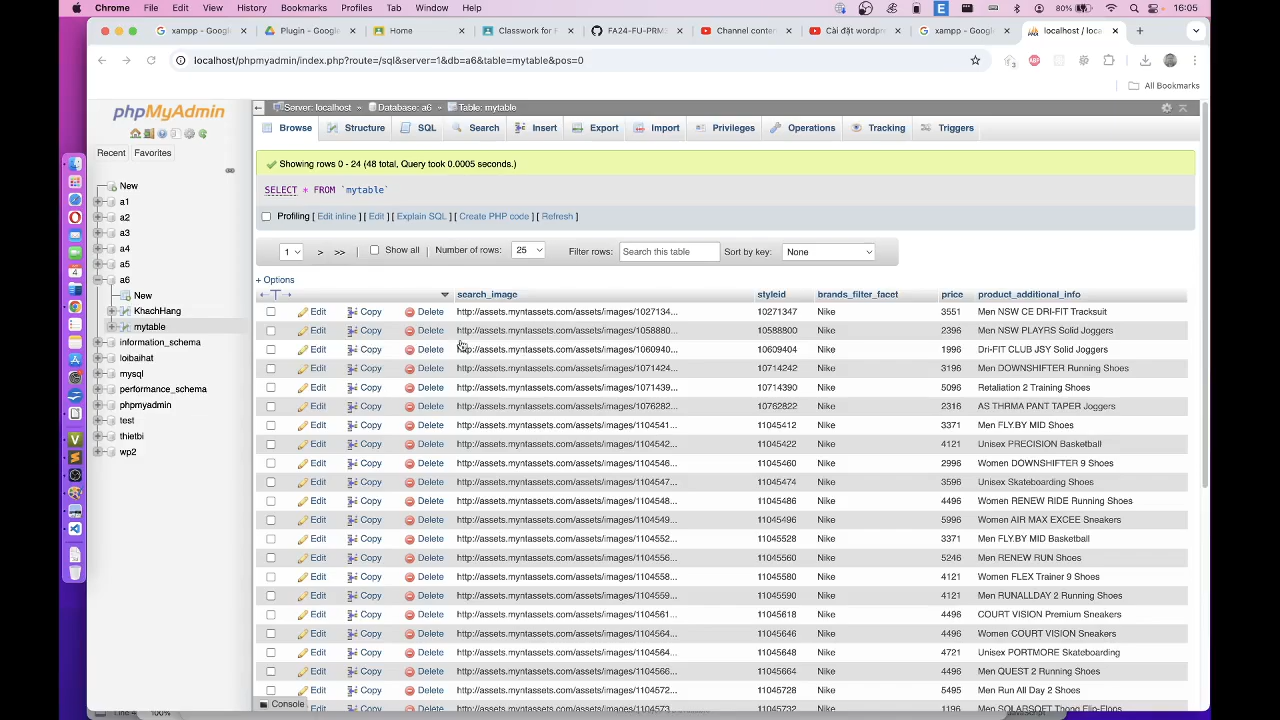 Chrome File Edit View History Bookmarks Profiles Tab Window Help E 80% 16:05
xampp - Goog Plugin - Google Home Classwork for F FA24-FU-PRM Channel conten Cài đặt wordpr xampp - Goog localhost / loca
localhost/phpmyadmin/index.php?route=/sql&server=1&db=a6&table=mytable&pos=0
All Bookmarks
phpMyAdmin
Recent Favorites
New
a1
a2
a3
a4
a5
a6
New
KhachHang
mytable
information_schema
loibaihat
mysql
performance_schema
phpmyadmin
test
thietbi
wp2
Server: localhost » Database: a6 » Table: mytable
Browse Structure SQL Search Insert Export Import Privileges Operations Tracking Triggers
Showing rows 0 - 24 (48 total, Query took 0.0005 seconds.)
SELECT * FROM `mytable`
Profiling [ Edit inline ] [ Edit ] [ Explain SQL ] [ Create PHP code ] [ Refresh ]
1 > >> Show all Number of rows: 25 Filter rows: Search this table Sort by key: None
+ Options
←T→ search_image styleid brands_filter_facet price product_additional_info
Edit Copy Delete http://assets.myntassets.com/assets/images/1027134... 10271347 Nike 3551 Men NSW CE DRI-FIT Tracksuit
Edit Copy Delete http://assets.myntassets.com/assets/images/1058880... 10588800 Nike 2396 Men NSW PLAYRS Solid Joggers
Edit Copy Delete http://assets.myntassets.com/assets/images/1060940... 10609404 Nike 1996 Dri-FIT CLUB JSY Solid Joggers
Edit Copy Delete http://assets.myntassets.com/assets/images/1071424... 10714242 Nike 3196 Men DOWNSHIFTER Running Shoes
Edit Copy Delete http://assets.myntassets.com/assets/images/1071439... 10714390 Nike 5096 Retaliation 2 Training Shoes
Edit Copy Delete http://assets.myntassets.com/assets/images/1076282... 10762822 Nike 2316 AS THRMA PANT TAPER Joggers
Edit Copy Delete http://assets.myntassets.com/assets/images/1104541... 11045412 Nike 3371 Men FLY.BY MID Shoes
Edit Copy Delete http://assets.myntassets.com/assets/images/1104542... 11045422 Nike 4121 Unisex PRECISION Basketball
Edit Copy Delete http://assets.myntassets.com/assets/images/1104546... 11045460 Nike 2996 Women DOWNSHIFTER 9 Shoes
Edit Copy Delete http://assets.myntassets.com/assets/images/1104547... 11045474 Nike 3596 Unisex Skateboarding Shoes
Edit Copy Delete http://assets.myntassets.com/assets/images/1104548... 11045486 Nike 4496 Women RENEW RIDE Running Shoes
Edit Copy Delete http://assets.myntassets.com/assets/images/1104549... 11045496 Nike 5996 Women AIR MAX EXCEE Sneakers
Edit Copy Delete http://assets.myntassets.com/assets/images/1104552... 11045528 Nike 3371 Men FLY.BY MID Basketball
Edit Copy Delete http://assets.myntassets.com/assets/images/1104556... 11045560 Nike 5246 Men RENEW RUN Shoes
Edit Copy Delete http://assets.myntassets.com/assets/images/1104558... 11045580 Nike 4121 Women FLEX Trainer 9 Shoes
Edit Copy Delete http://assets.myntassets.com/assets/images/1104559... 11045590 Nike 4121 Men RUNALLDAY 2 Running Shoes
Edit Copy Delete http://assets.myntassets.com/assets/images/1104561... 11045618 Nike 4496 COURT VISION Premium Sneakers
Edit Copy Delete http://assets.myntassets.com/assets/images/1104564... 11045646 Nike 4496 Women COURT VISION Sneakers
Edit Copy Delete http://assets.myntassets.com/assets/images/1104564... 11045648 Nike 4721 Unisex PORTMORE Skateboarding
Edit Copy Delete http://assets.myntassets.com/assets/images/1104566... 11045664 Nike 4496 Men QUEST 2 Running Shoes
Edit Copy Delete http://assets.myntassets.com/assets/images/1104572... 11045728 Nike 5495 Men Run All Day 2 Shoes
Edit Copy Delete http://assets.myntassets.com/assets/images/1104573... 11045732 Nike 1196 Men SOLARSOFT Thong Flip-Flops
Console